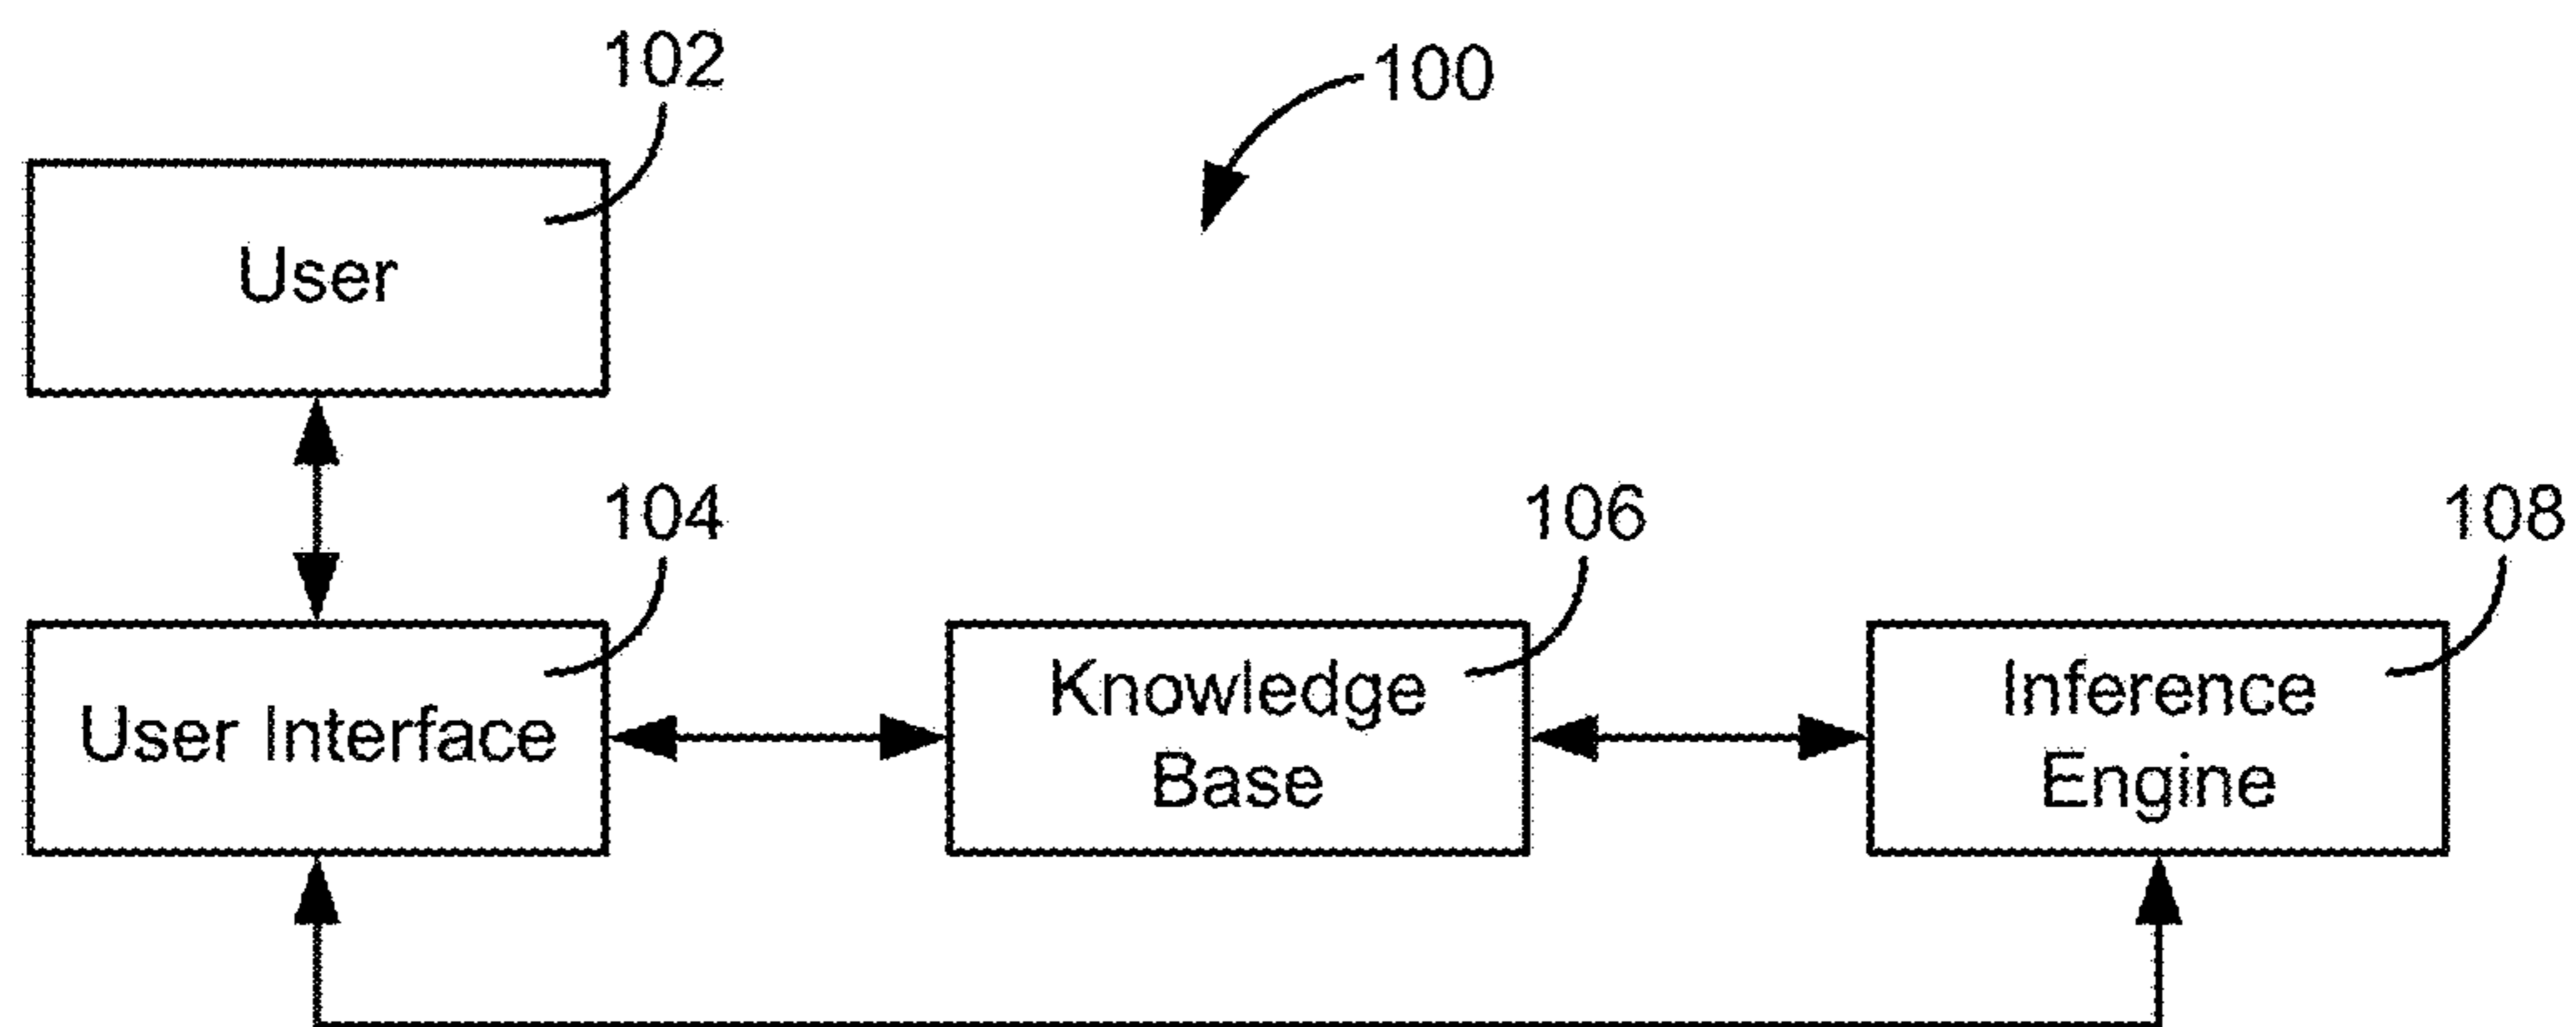 102
100
User
104
106
108
User Interface
Knowledge
Base
Inference
Engine